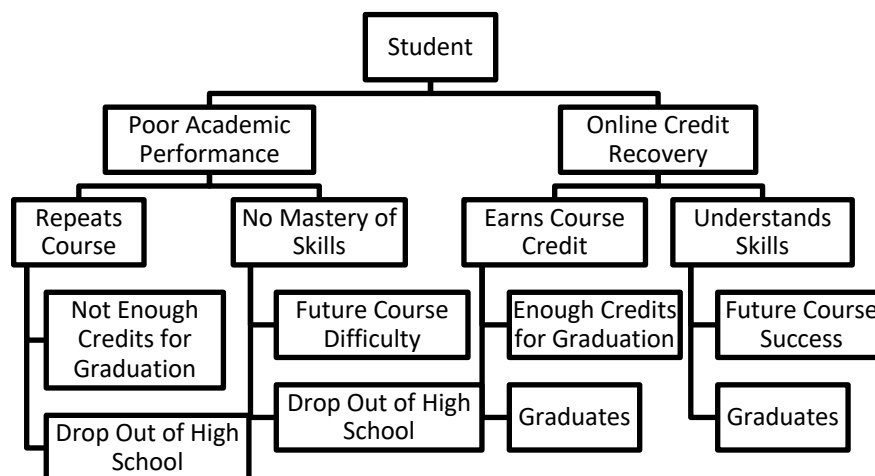 Student
Poor Academic
Performance
Online Credit
Recovery
Repeats
Course
No Mastery of
Skills
Earns Course
Credit
Understands
Skills
Not Enough
Credits for
Graduation
Future Course
Difficulty
Enough Credits
for Graduation
Future Course
Success
Drop Out of High
School
Drop Out of High
School
Graduates
Graduates